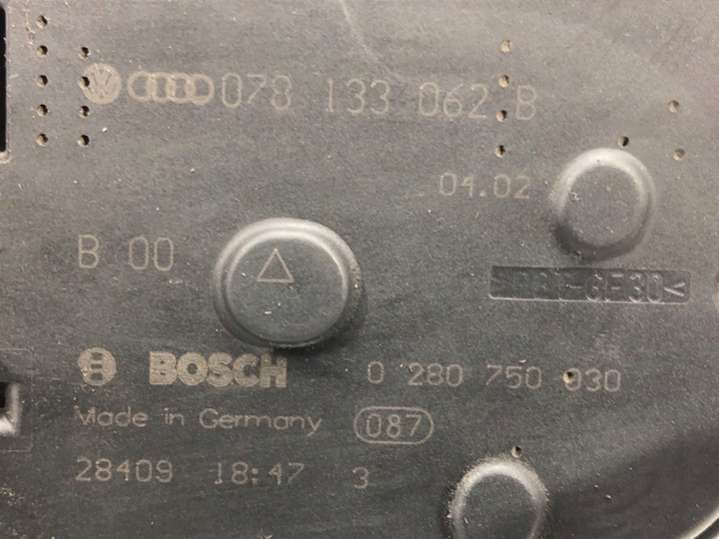 078 133 062 B
04.02
B 00
BOSCH 0 280 750 030
Made in Germany 087
28409 18:47 3